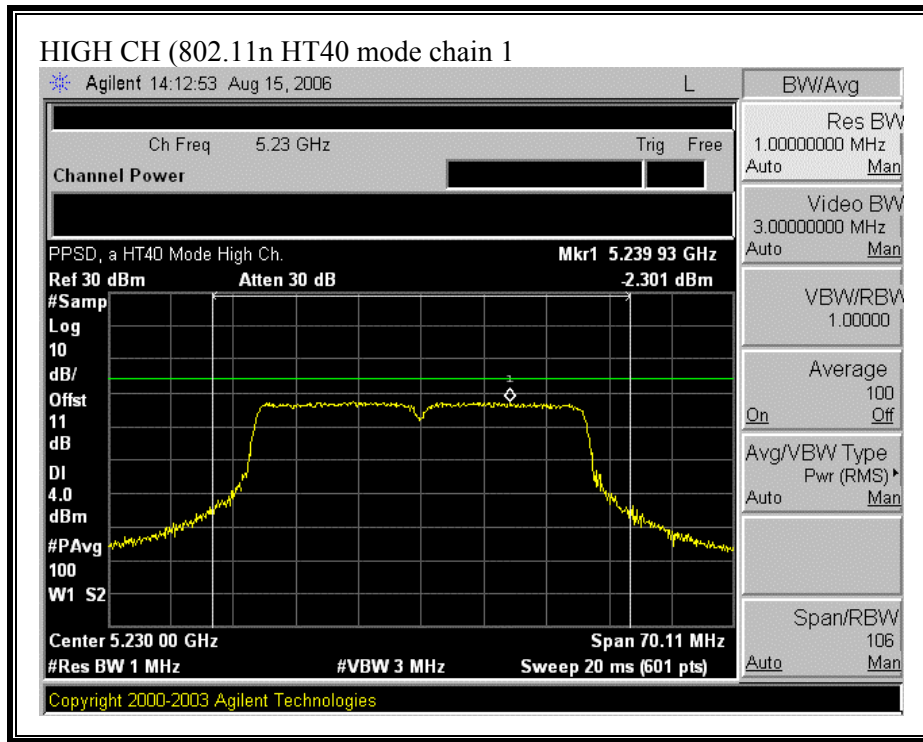 HIGH CH (802.11n HT40 mode chain 1
Agilent 14:12:53 Aug 15, 2006 L
Ch Freq 5.23 GHz Trig Free
Channel Power
PPSD, a HT40 Mode High Ch. Mkr1 5.239 93 GHz
Ref 30 dBm Atten 30 dB -2.301 dBm
#Samp
Log
10
dB/
Offst
11
dB
DI
4.0
dBm
#PAvg
100
W1 S2
1
Center 5.230 00 GHz Span 70.11 MHz
#Res BW 1 MHz #VBW 3 MHz Sweep 20 ms (601 pts)
Copyright 2000-2003 Agilent Technologies
BW/Avg
Res BW
1.00000000 MHz
Auto Man
Video BW
3.00000000 MHz
Auto Man
VBW/RBW
1.00000
Average
100
On Off
Avg/VBW Type
Pwr (RMS)
Auto Man
Span/RBW
106
Auto Man